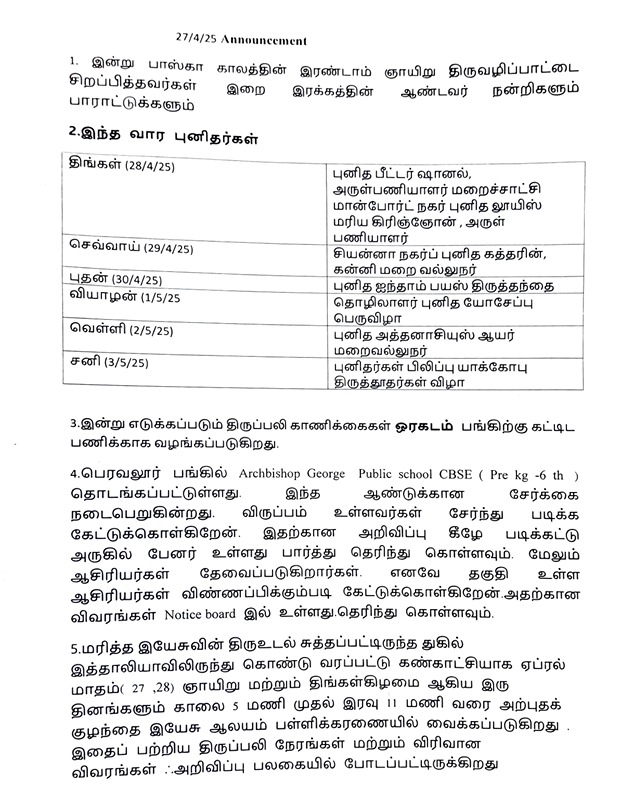 27/4/25 Announcement
1. இன்று பாஸ்கா காலத்தின் இரண்டாம் ஞாயிறு திருவழிப்பாட்டை
சிறப்பித்தவர்கள் இறை இரக்கத்தின் ஆண்டவர் நன்றிகளும்
பாராட்டுக்களும்
2.இந்த வார புனிதர்கள்
திங்கள் (28/4/25)
புனித பீட்டர் ஷானல்,
அருள்பணியாளர் மறைச்சாட்சி
மான்போர்ட் நகர் புனித லூயிஸ்
மரிய கிரிஞ்ஞோன் , அருள்
பணியாளர்
செவ்வாய் (29/4/25)
சியன்னா நகர்ப் புனித கத்தரின்,
கன்னி மறை வல்லுநர்
புதன் (30/4/25)
புனித ஐந்தாம் பயஸ் திருத்தந்தை
வியாழன் (1/5/25
தொழிலாளர் புனித யோசேப்பு
பெருவிழா
வெள்ளி (2/5/25)
புனித அத்தனாசியுஸ் ஆயர்
மறைவல்லுநர்
சனி (3/5/25)
புனிதர்கள் பிலிப்பு யாக்கோபு
திருத்தூதர்கள் விழா
3.இன்று எடுக்கப்படும் திருப்பலி காணிக்கைகள் ஒரகடம் பங்கிற்கு கட்டிட
பணிக்காக வழங்கப்படுகிறது.
4.பெரவலூர் பங்கில் Archbishop George Public school CBSE ( Pre kg -6 th )
தொடங்கப்பட்டுள்ளது. இந்த ஆண்டுக்கான சேர்க்கை
நடைபெறுகின்றது. விருப்பம் உள்ளவர்கள் சேர்ந்து படிக்க
கேட்டுக்கொள்கிறேன். இதற்கான அறிவிப்பு கீழே படிக்கட்டு
அருகில் பேனர் உள்ளது பார்த்து தெரிந்து கொள்ளவும். மேலும்
ஆசிரியர்கள் தேவைப்படுகிறார்கள். எனவே தகுதி உள்ள
ஆசிரியர்கள் விண்ணப்பிக்கும்படி கேட்டுக்கொள்கிறேன்.அதற்கான
விவரங்கள் Notice board இல் உள்ளது.தெரிந்து கொள்ளவும்.
5.மரித்த இயேசுவின் திருஉடல் சுத்தப்பட்டிருந்த துகில்
இத்தாலியாவிலிருந்து கொண்டு வரப்பட்டு கண்காட்சியாக ஏப்ரல்
மாதம்( 27 ,28) ஞாயிறு மற்றும் திங்கள்கிழமை ஆகிய இரு
தினங்களும் காலை 5 மணி முதல் இரவு 11 மணி வரை அற்புதக்
குழந்தை இயேசு ஆலயம் பள்ளிக்கரணையில் வைக்கப்படுகிறது .
இதைப் பற்றிய திருப்பலி நேரங்கள் மற்றும் விரிவான
விவரங்கள் ஃஅறிவிப்பு பலகையில் போடப்பட்டிருக்கிறது